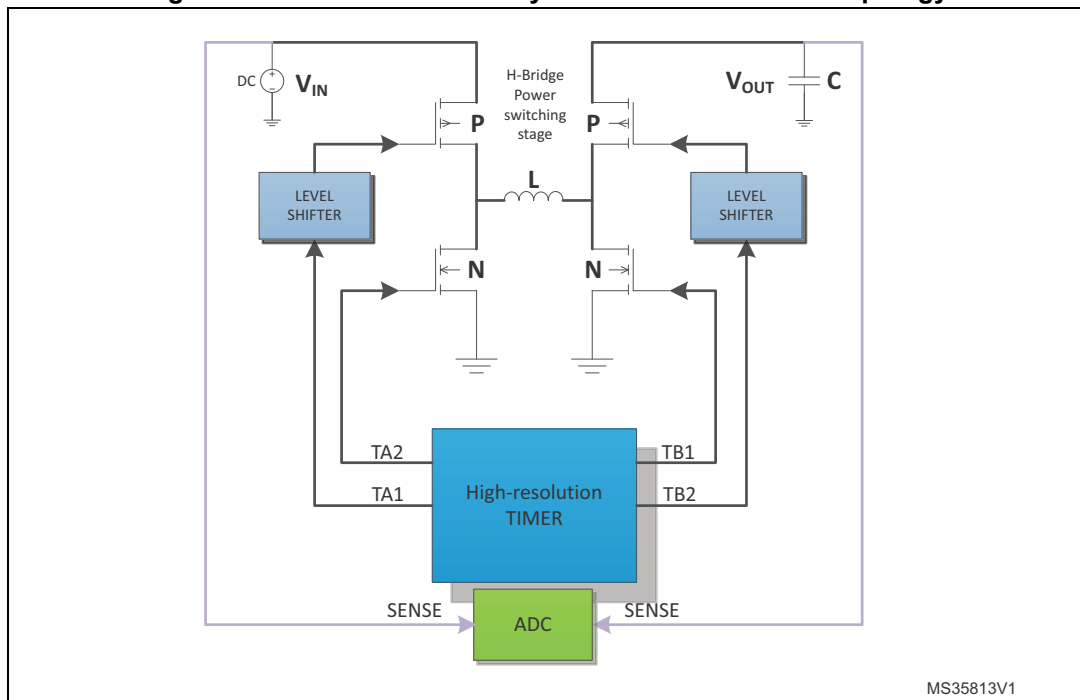 DC
+
−
V_IN
H-Bridge
Power
switching
stage
V_OUT
C
P
P
LEVEL
SHIFTER
L
LEVEL
SHIFTER
N
N
TA2
TB1
TA1
TB2
High-resolution
TIMER
SENSE
SENSE
ADC
MS35813V1